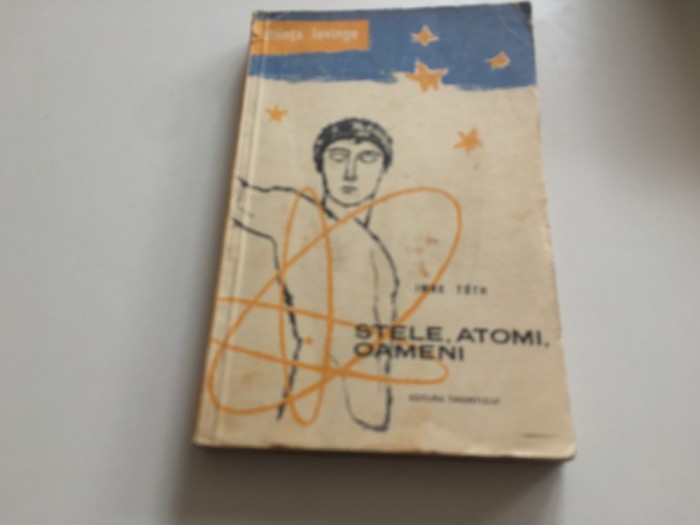 Știința învinge
IMRE TÓTH
STELE, ATOMI,
OAMENI
EDITURA TINERETULUI